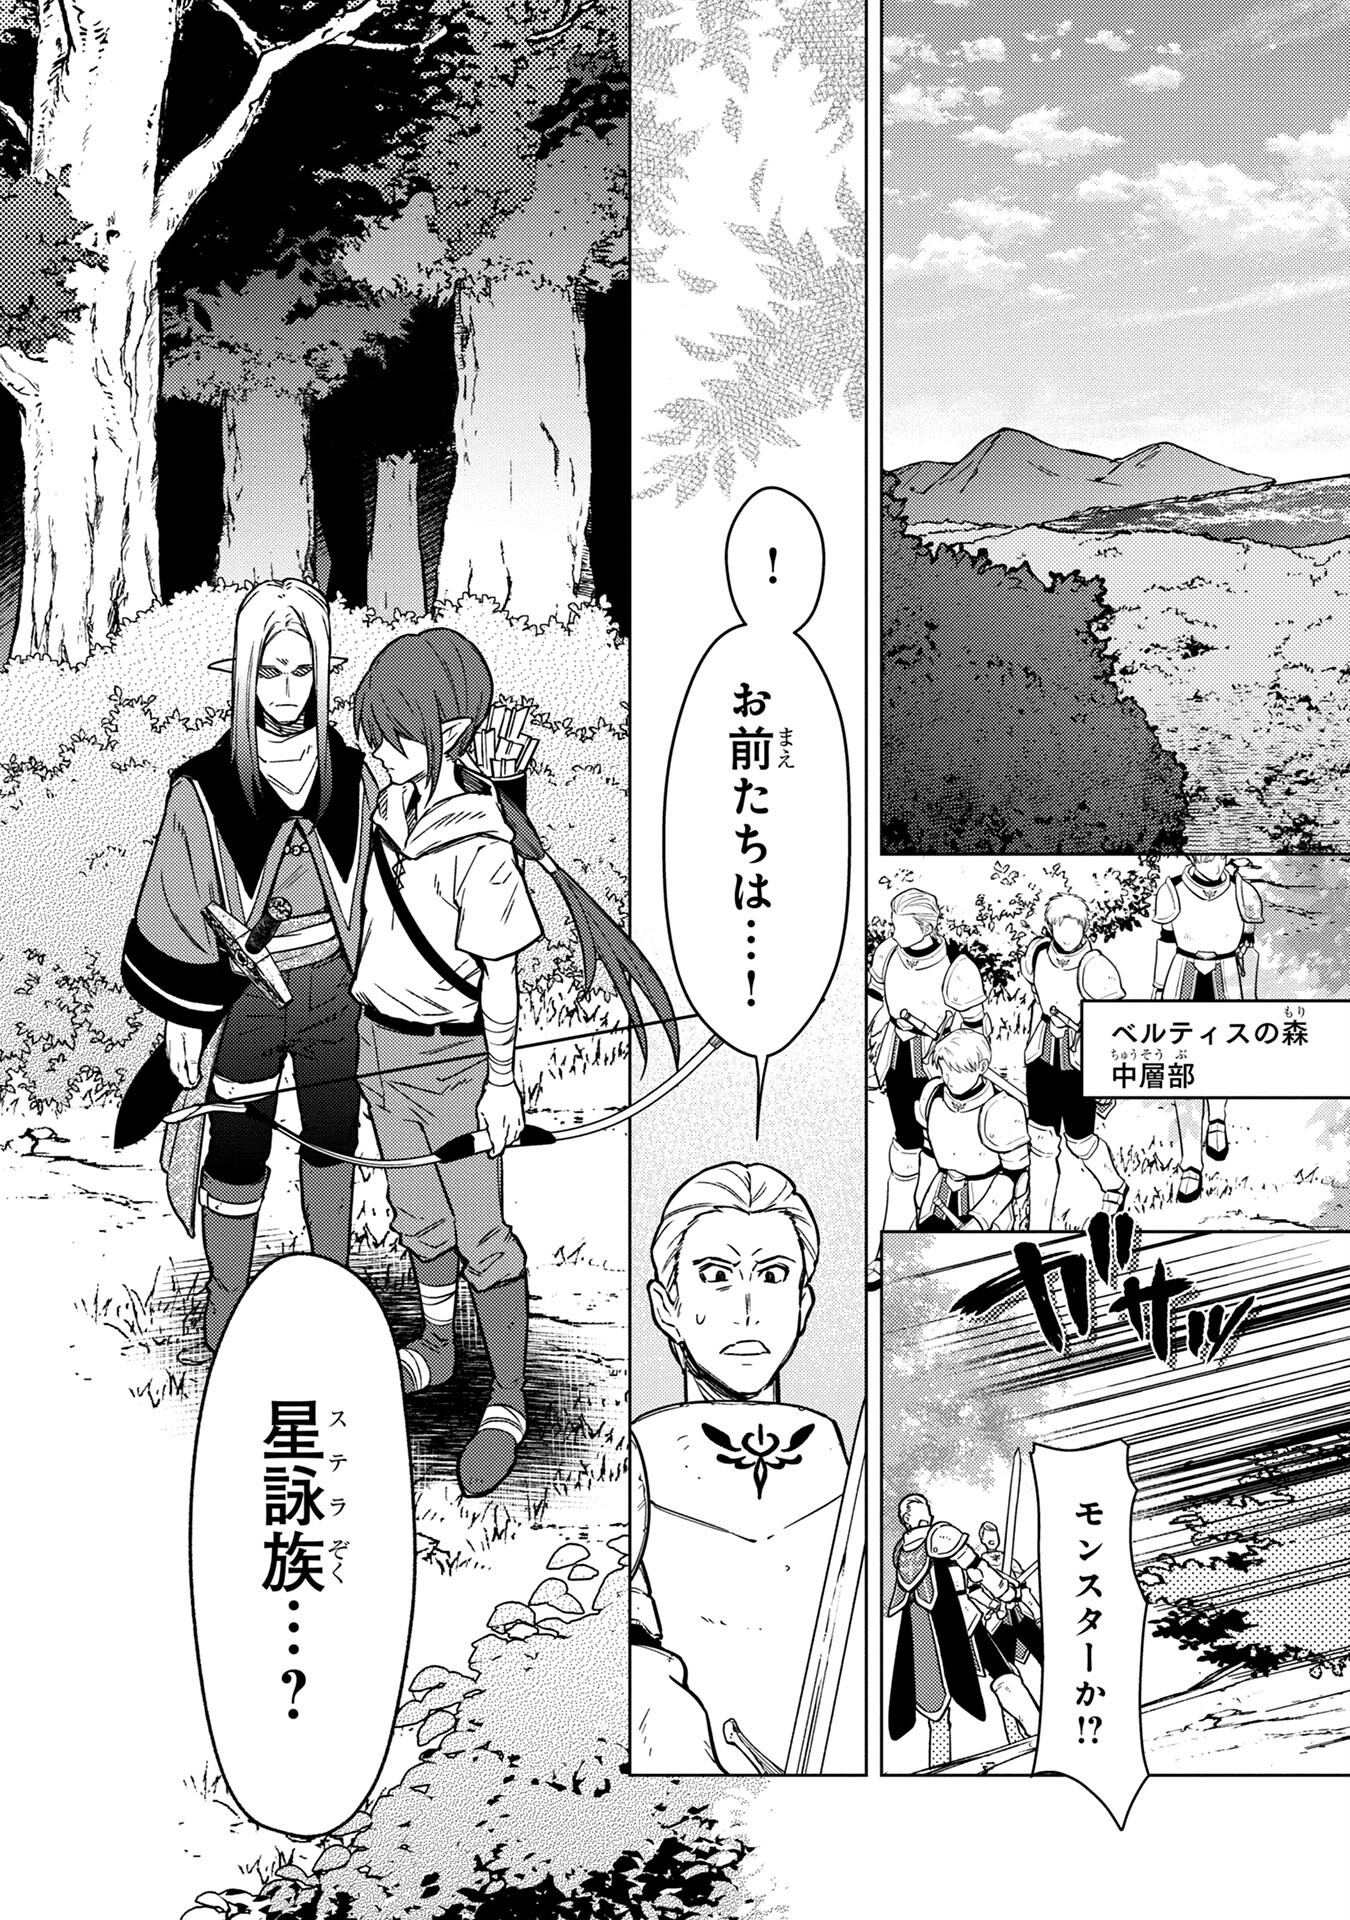 ベルティスの森
中層部
ガサッ
モンスターか!?
!
お前たちは…!
星詠族…?